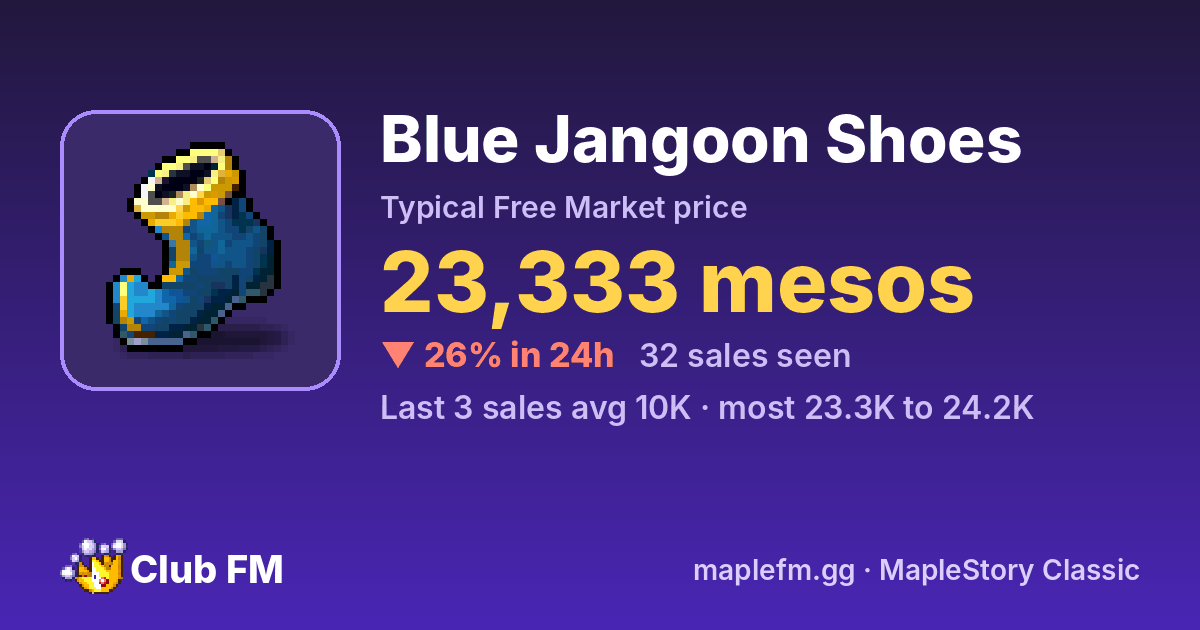 Blue Jangoon Shoes
Typical Free Market price
23,333 mesos
▼ 26% in 24h 32 sales seen
Last 3 sales avg 10K · most 23.3K to 24.2K
Club FM
maplefm.gg · MapleStory Classic